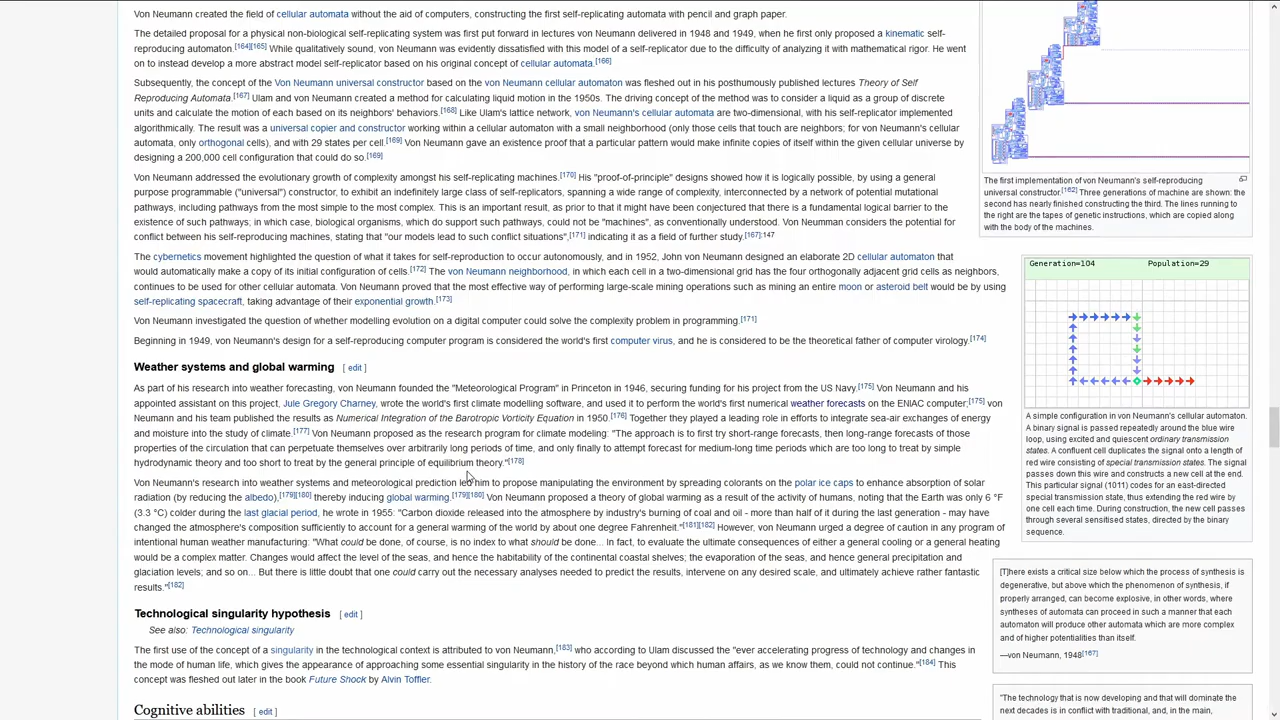 Von Neumann created the field of cellular automata without the aid of computers, constructing the first self-replicating automata with pencil and graph paper.
The detailed proposal for a physical non-biological self-replicating system was first put forward in lectures von Neumann delivered in 1948 and 1949, when he first only proposed a kinematic self-
reproducing automaton.[164][165] While qualitatively sound, von Neumann was evidently dissatisfied with this model of a self-replicator due to the difficulty of analyzing it with mathematical rigor. He went
on to instead develop a more abstract model self-replicator based on his original concept of cellular automata.[166]
Subsequently, the concept of the Von Neumann universal constructor based on the von Neumann cellular automaton was fleshed out in his posthumously published lectures Theory of Self
Reproducing Automata.[167] Ulam and von Neumann created a method for calculating liquid motion in the 1950s. The driving concept of the method was to consider a liquid as a group of discrete
units and calculate the motion of each based on its neighbors' behaviors.[168] Like Ulam's lattice network, von Neumann's cellular automata are two-dimensional, with his self-replicator implemented
algorithmically. The result was a universal copier and constructor working within a cellular automaton with a small neighborhood (only those cells that touch are neighbors; for von Neumann's cellular
automata, only orthogonal cells), and with 29 states per cell.[169] Von Neumann gave an existence proof that a particular pattern would make infinite copies of itself within the given cellular universe by
designing a 200,000 cell configuration that could do so.[169]
Von Neumann addressed the evolutionary growth of complexity amongst his self-replicating machines.[170] His "proof-of-principle" designs showed how it is logically possible, by using a general
purpose programmable ("universal") constructor, to exhibit an indefinitely large class of self-replicators, spanning a wide range of complexity, interconnected by a network of potential mutational
pathways, including pathways from the most simple to the most complex. This is an important result, as prior to that it might have been conjectured that there is a fundamental logical barrier to the
existence of such pathways; in which case, biological organisms, which do support such pathways, could not be "machines", as conventionally understood. Von Neumman considers the potential for
conflict between his self-reproducing machines, stating that "our models lead to such conflict situations",[171] indicating it as a field of further study.[167]:147
The cybernetics movement highlighted the question of what it takes for self-reproduction to occur autonomously, and in 1952, John von Neumann designed an elaborate 2D cellular automaton that
would automatically make a copy of its initial configuration of cells.[172] The von Neumann neighborhood, in which each cell in a two-dimensional grid has the four orthogonally adjacent grid cells as neighbors,
continues to be used for other cellular automata. Von Neumann proved that the most effective way of performing large-scale mining operations such as mining an entire moon or asteroid belt would be by using
self-replicating spacecraft, taking advantage of their exponential growth.[173]
Von Neumann investigated the question of whether modelling evolution on a digital computer could solve the complexity problem in programming.[171]
Beginning in 1949, von Neumann's design for a self-reproducing computer program is considered the world's first computer virus, and he is considered to be the theoretical father of computer virology.[174]
Weather systems and global warming [ edit ]
As part of his research into weather forecasting, von Neumann founded the "Meteorological Program" in Princeton in 1946, securing funding for his project from the US Navy.[175] Von Neumann and his
appointed assistant on this project, Jule Gregory Charney, wrote the world's first climate modelling software, and used it to perform the world's first numerical weather forecasts on the ENIAC computer;[175] von
Neumann and his team published the results as Numerical Integration of the Barotropic Vorticity Equation in 1950.[176] Together they played a leading role in efforts to integrate sea-air exchanges of energy
and moisture into the study of climate.[177] Von Neumann proposed as the research program for climate modeling: "The approach is to first try short-range forecasts, then long-range forecasts of those
properties of the circulation that can perpetuate themselves over arbitrarily long periods of time, and only finally to attempt forecast for medium-long time periods which are too long to treat by simple
hydrodynamic theory and too short to treat by the general principle of equilibrium theory."[178]
Von Neumann's research into weather systems and meteorological prediction led him to propose manipulating the environment by spreading colorants on the polar ice caps to enhance absorption of solar
radiation (by reducing the albedo),[179][180] thereby inducing global warming.[179][180] Von Neumann proposed a theory of global warming as a result of the activity of humans, noting that the Earth was only 6 °F
(3.3 °C) colder during the last glacial period, he wrote in 1955: "Carbon dioxide released into the atmosphere by industry's burning of coal and oil - more than half of it during the last generation - may have
changed the atmosphere's composition sufficiently to account for a general warming of the world by about one degree Fahrenheit."[181][182] However, von Neumann urged a degree of caution in any program of
intentional human weather manufacturing: "What could be done, of course, is no index to what should be done... In fact, to evaluate the ultimate consequences of either a general cooling or a general heating
would be a complex matter. Changes would affect the level of the seas, and hence the habitability of the continental coastal shelves; the evaporation of the seas, and hence general precipitation and
glaciation levels; and so on... But there is little doubt that one could carry out the necessary analyses needed to predict the results, intervene on any desired scale, and ultimately achieve rather fantastic
results."[182]
Technological singularity hypothesis [ edit ]
See also: Technological singularity
The first use of the concept of a singularity in the technological context is attributed to von Neumann,[183] who according to Ulam discussed the "ever accelerating progress of technology and changes in
the mode of human life, which gives the appearance of approaching some essential singularity in the history of the race beyond which human affairs, as we know them, could not continue."[184] This
concept was fleshed out later in the book Future Shock by Alvin Toffler.
Cognitive abilities [ edit ]
The first implementation of von Neumann's self-reproducing
universal constructor.[162] Three generations of machine are shown: the
second has nearly finished constructing the third. The lines running to
the right are the tapes of genetic instructions, which are copied along
with the body of the machines.
Generation=104 Population=29
A simple configuration in von Neumann's cellular automaton.
A binary signal is passed repeatedly around the blue wire
loop, using excited and quiescent ordinary transmission
states. A confluent cell duplicates the signal onto a length of
red wire consisting of special transmission states. The signal
passes down this wire and constructs a new cell at the end.
This particular signal (1011) codes for an east-directed
special transmission state, thus extending the red wire by
one cell each time. During construction, the new cell passes
through several sensitised states, directed by the binary
sequence.
[T]here exists a critical size below which the process of synthesis is
degenerative, but above which the phenomenon of synthesis, if
properly arranged, can become explosive, in other words, where
syntheses of automata can proceed in such a manner that each
automaton will produce other automata which are more complex
and of higher potentialities than itself.
—von Neumann, 1948[167]
"The technology that is now developing and that will dominate the
next decades is in conflict with traditional, and, in the main,